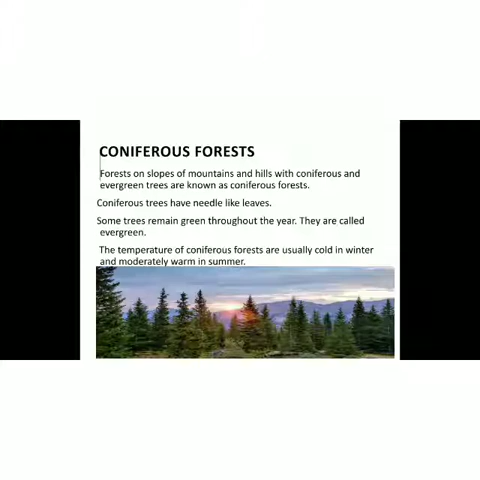 CONIFEROUS FORESTS
Forests on slopes of mountains and hills with coniferous and
evergreen trees are known as coniferous forests.
Coniferous trees have needle like leaves.
Some trees remain green throughout the year. They are called
evergreen.
The temperature of coniferous forests are usually cold in winter
and moderately warm in summer.